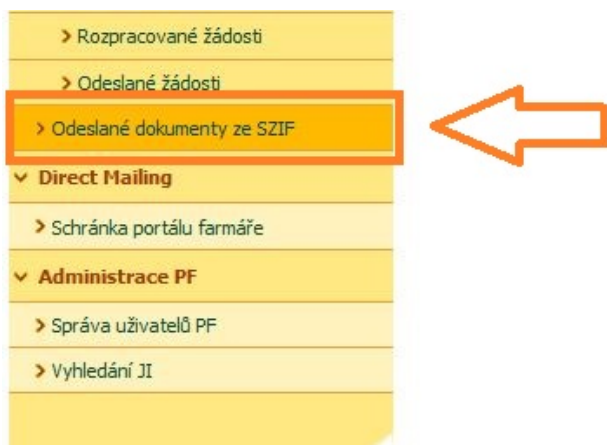 Rozpracované žádosti
Odeslané žádosti
Odeslané dokumenty ze SZIF
Direct Mailing
Schránka portálu farmáře
Administrace PF
Správa uživatelů PF
Vyhledání JI